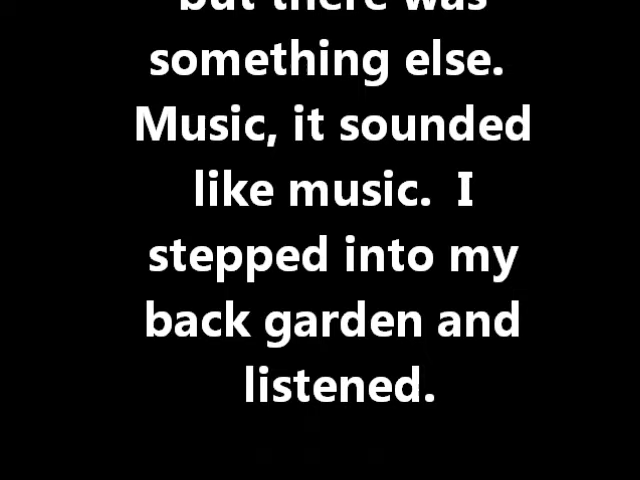 but there was
something else.
Music, it sounded
like music.  I
stepped into my
back garden and
listened.